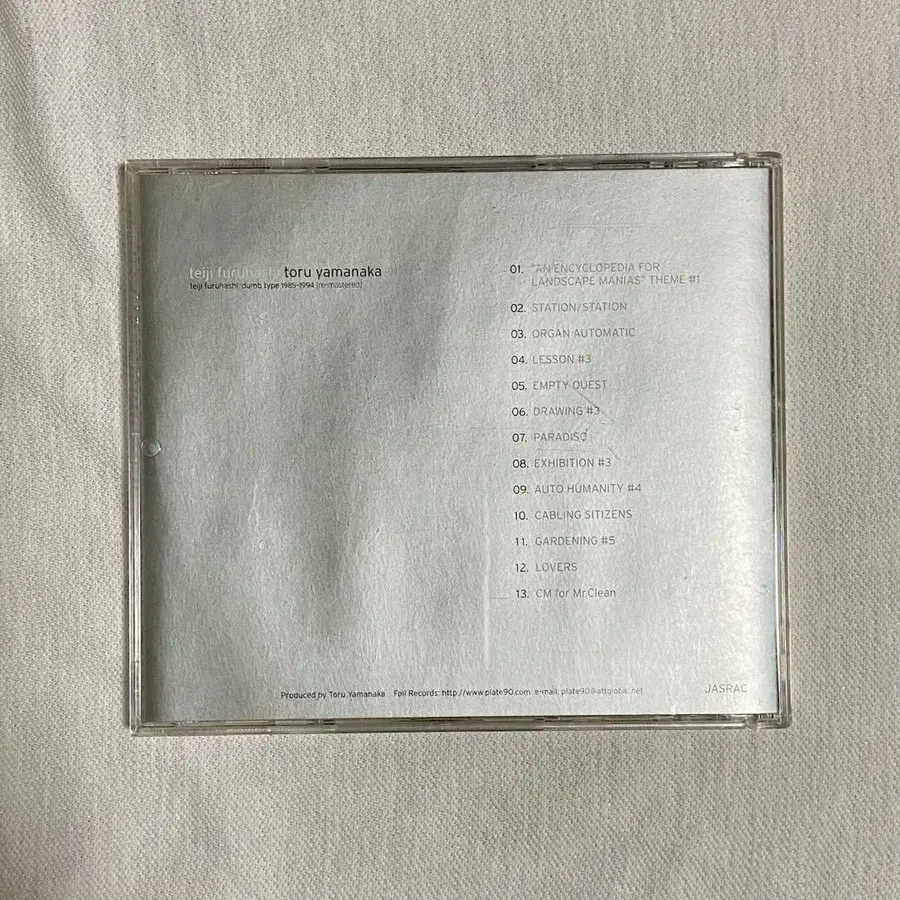 teiji furuhashi toru yamanaka
teiji furuhashi dumb type 1985-1994 [re-mastered]
01. "AN ENCYCLOPEDIA FOR
LANDSCAPE MANIAS" THEME #1
02. STATION/STATION
03. ORGAN AUTOMATIC
04. LESSON #3
05. EMPTY QUEST
06. DRAWING #3
07. PARADISO
08. EXHIBITION #3
09. AUTO HUMANITY #4
10. CABLING SITIZENS
11. GARDENING #5
12. LOVERS
13. CM for Mr.Clean
Produced by Toru Yamanaka Foil Records: http://www.plate90.com e-mail: plate90@attglobal.net
JASRAC